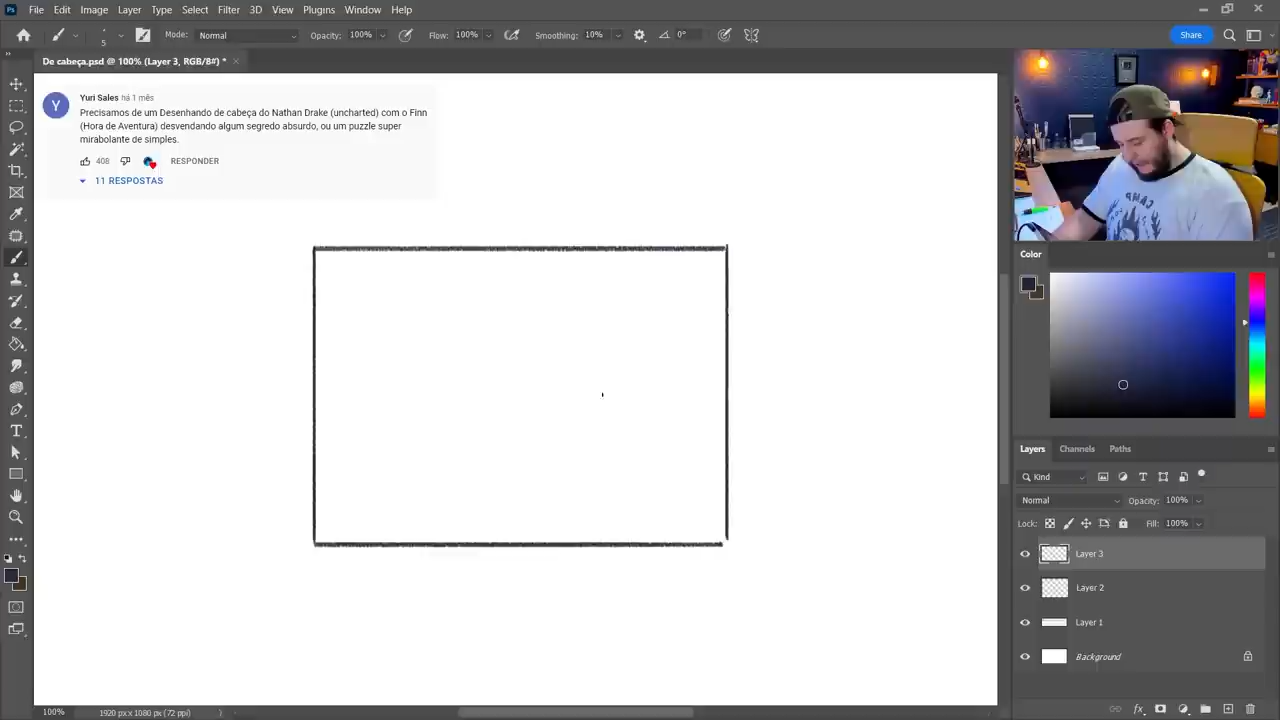 Ps File Edit Image Layer Type Select Filter 3D View Plugins Window Help
5 Mode: Normal Opacity: 100% Flow: 100% Smoothing: 10% 0° Share
De cabeça.psd @ 100% (Layer 3, RGB/8#) *
Yuri Sales há 1 mês
Y
Precisamos de um Desenhando de cabeça do Nathan Drake (uncharted) com o Finn
(Hora de Aventura) desvendando algum segredo absurdo, ou um puzzle super
mirabolante de simples.
408 RESPONDER
11 RESPOSTAS
CAMP
Color
Layers Channels Paths
Kind
Normal Opacity: 100%
Lock: Fill: 100%
Layer 3
Layer 2
Layer 1
Background
fx
100% 1920 px x 1080 px (72 ppi)